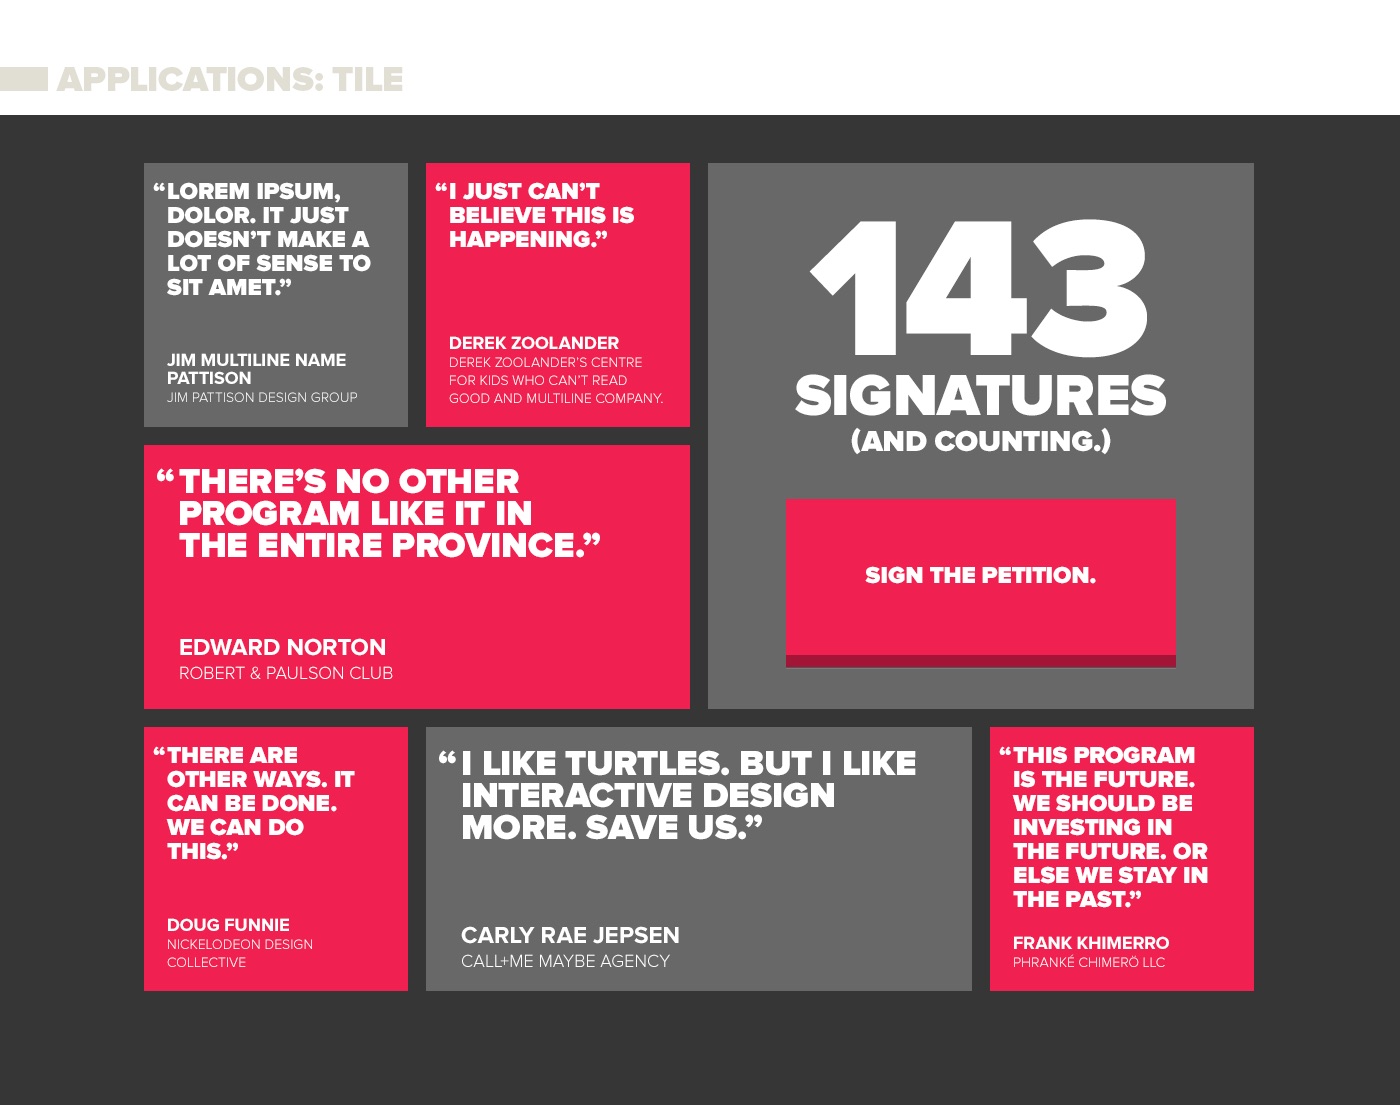 APPLICATIONS: TILE
“LOREM IPSUM,
DOLOR. IT JUST
DOESN’T MAKE A
LOT OF SENSE TO
SIT AMET.”
JIM MULTILINE NAME
PATTISON
JIM PATTISON DESIGN GROUP
“I JUST CAN’T
BELIEVE THIS IS
HAPPENING.”
DEREK ZOOLANDER
DEREK ZOOLANDER’S CENTRE
FOR KIDS WHO CAN’T READ
GOOD AND MULTILINE COMPANY.
143
SIGNATURES
(AND COUNTING.)
SIGN THE PETITION.
“THERE’S NO OTHER
PROGRAM LIKE IT IN
THE ENTIRE PROVINCE.”
EDWARD NORTON
ROBERT & PAULSON CLUB
“THERE ARE
OTHER WAYS. IT
CAN BE DONE.
WE CAN DO
THIS.”
DOUG FUNNIE
NICKELODEON DESIGN
COLLECTIVE
“I LIKE TURTLES. BUT I LIKE
INTERACTIVE DESIGN
MORE. SAVE US.”
CARLY RAE JEPSEN
CALL+ME MAYBE AGENCY
“THIS PROGRAM
IS THE FUTURE.
WE SHOULD BE
INVESTING IN
THE FUTURE. OR
ELSE WE STAY IN
THE PAST.”
FRANK KHIMERRO
PHRANKÉ CHIMERÖ LLC